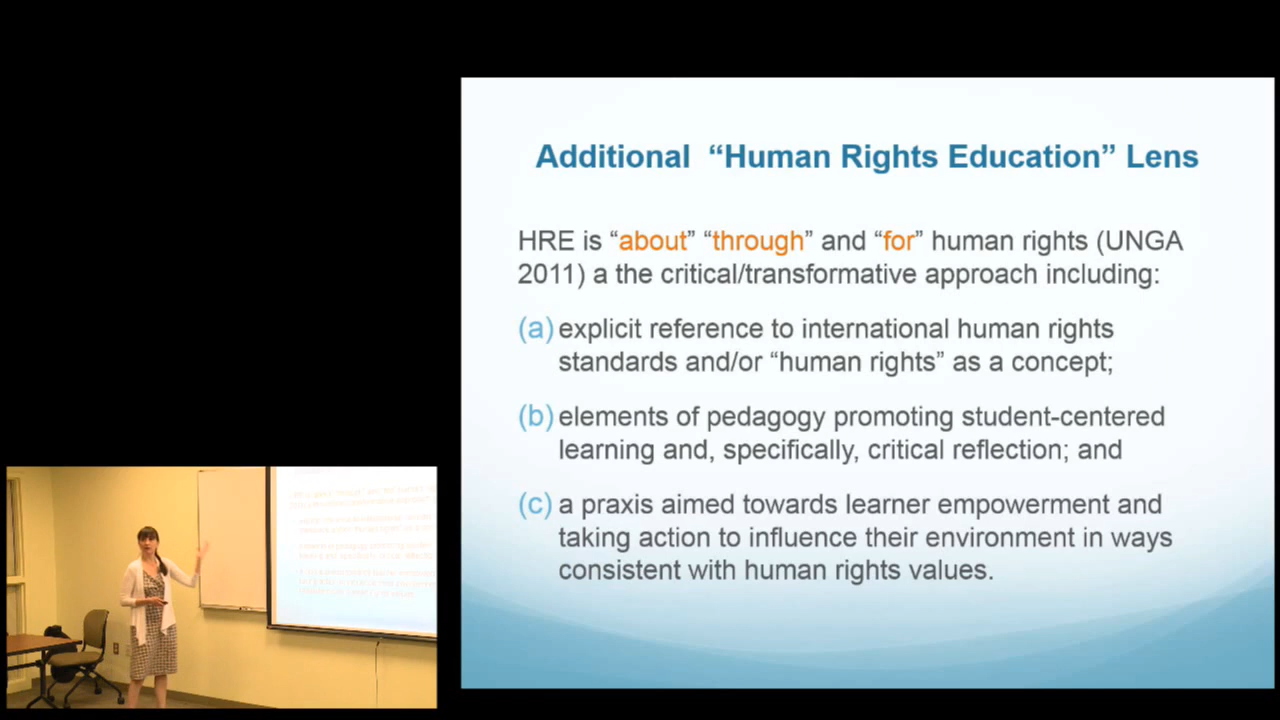 Additional “Human Rights Education” Lens
HRE is “about” “through” and “for” human rights (UNGA
2011) a the critical/transformative approach including:
(a) explicit reference to international human rights
standards and/or “human rights” as a concept;
(b) elements of pedagogy promoting student-centered
learning and, specifically, critical reflection; and
(c) a praxis aimed towards learner empowerment and
taking action to influence their environment in ways
consistent with human rights values.